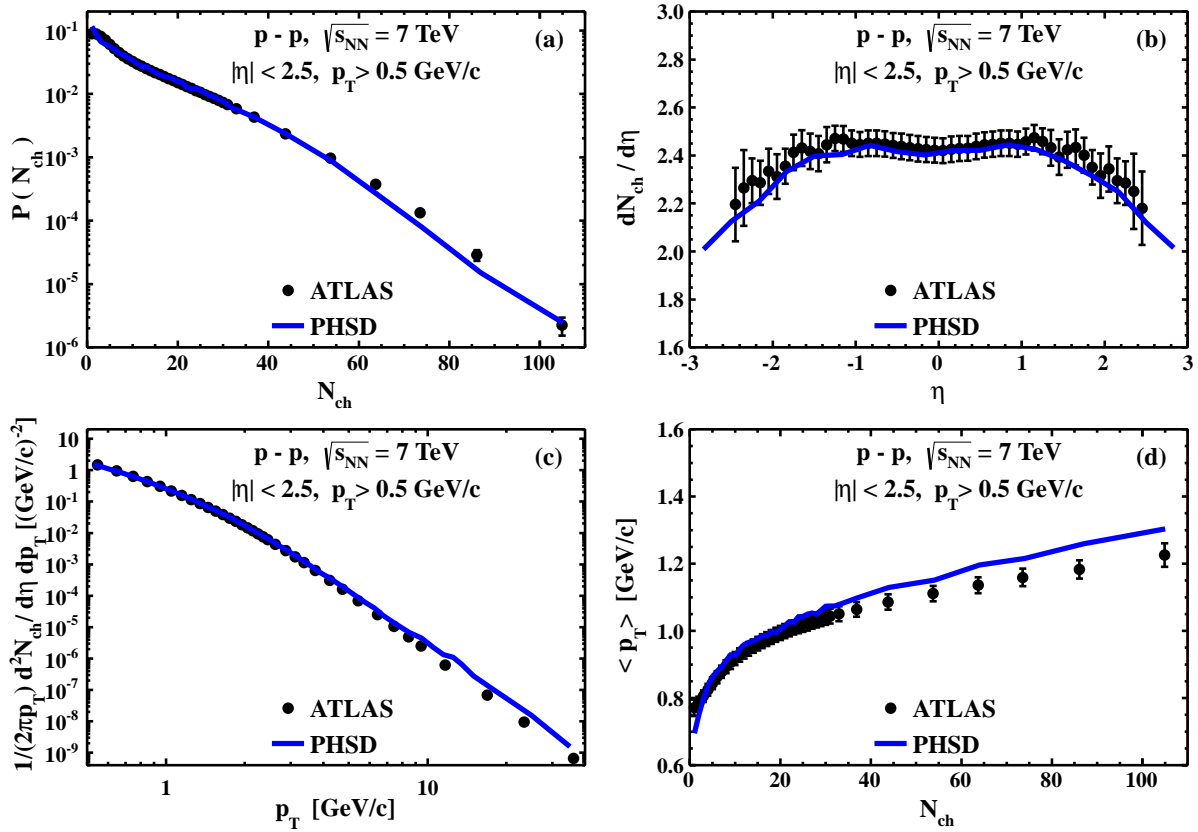 p - p, √s_NN = 7 TeV (a)
|η| < 2.5, p_T > 0.5 GeV/c
P ( N_ch )
10^-1
10^-2
10^-3
10^-4
10^-5
10^-6
ATLAS
PHSD
0 20 40 60 80 100
N_ch
p - p, √s_NN = 7 TeV (b)
|η| < 2.5, p_T > 0.5 GeV/c
dN_ch / dη
3.0
2.8
2.6
2.4
2.2
2.0
1.8
1.6
ATLAS
PHSD
-3 -2 -1 0 1 2 3
η
p - p, √s_NN = 7 TeV (c)
|η| < 2.5, p_T > 0.5 GeV/c
1/(2πp_T) d^2N_ch / dη dp_T [(GeV/c)^-2]
10
1
10^-1
10^-2
10^-3
10^-4
10^-5
10^-6
10^-7
10^-8
10^-9
ATLAS
PHSD
1 10
p_T [GeV/c]
p - p, √s_NN = 7 TeV (d)
|η| < 2.5, p_T > 0.5 GeV/c
< p_T > [GeV/c]
1.6
1.4
1.2
1.0
0.8
0.6
ATLAS
PHSD
0 20 40 60 80 100
N_ch